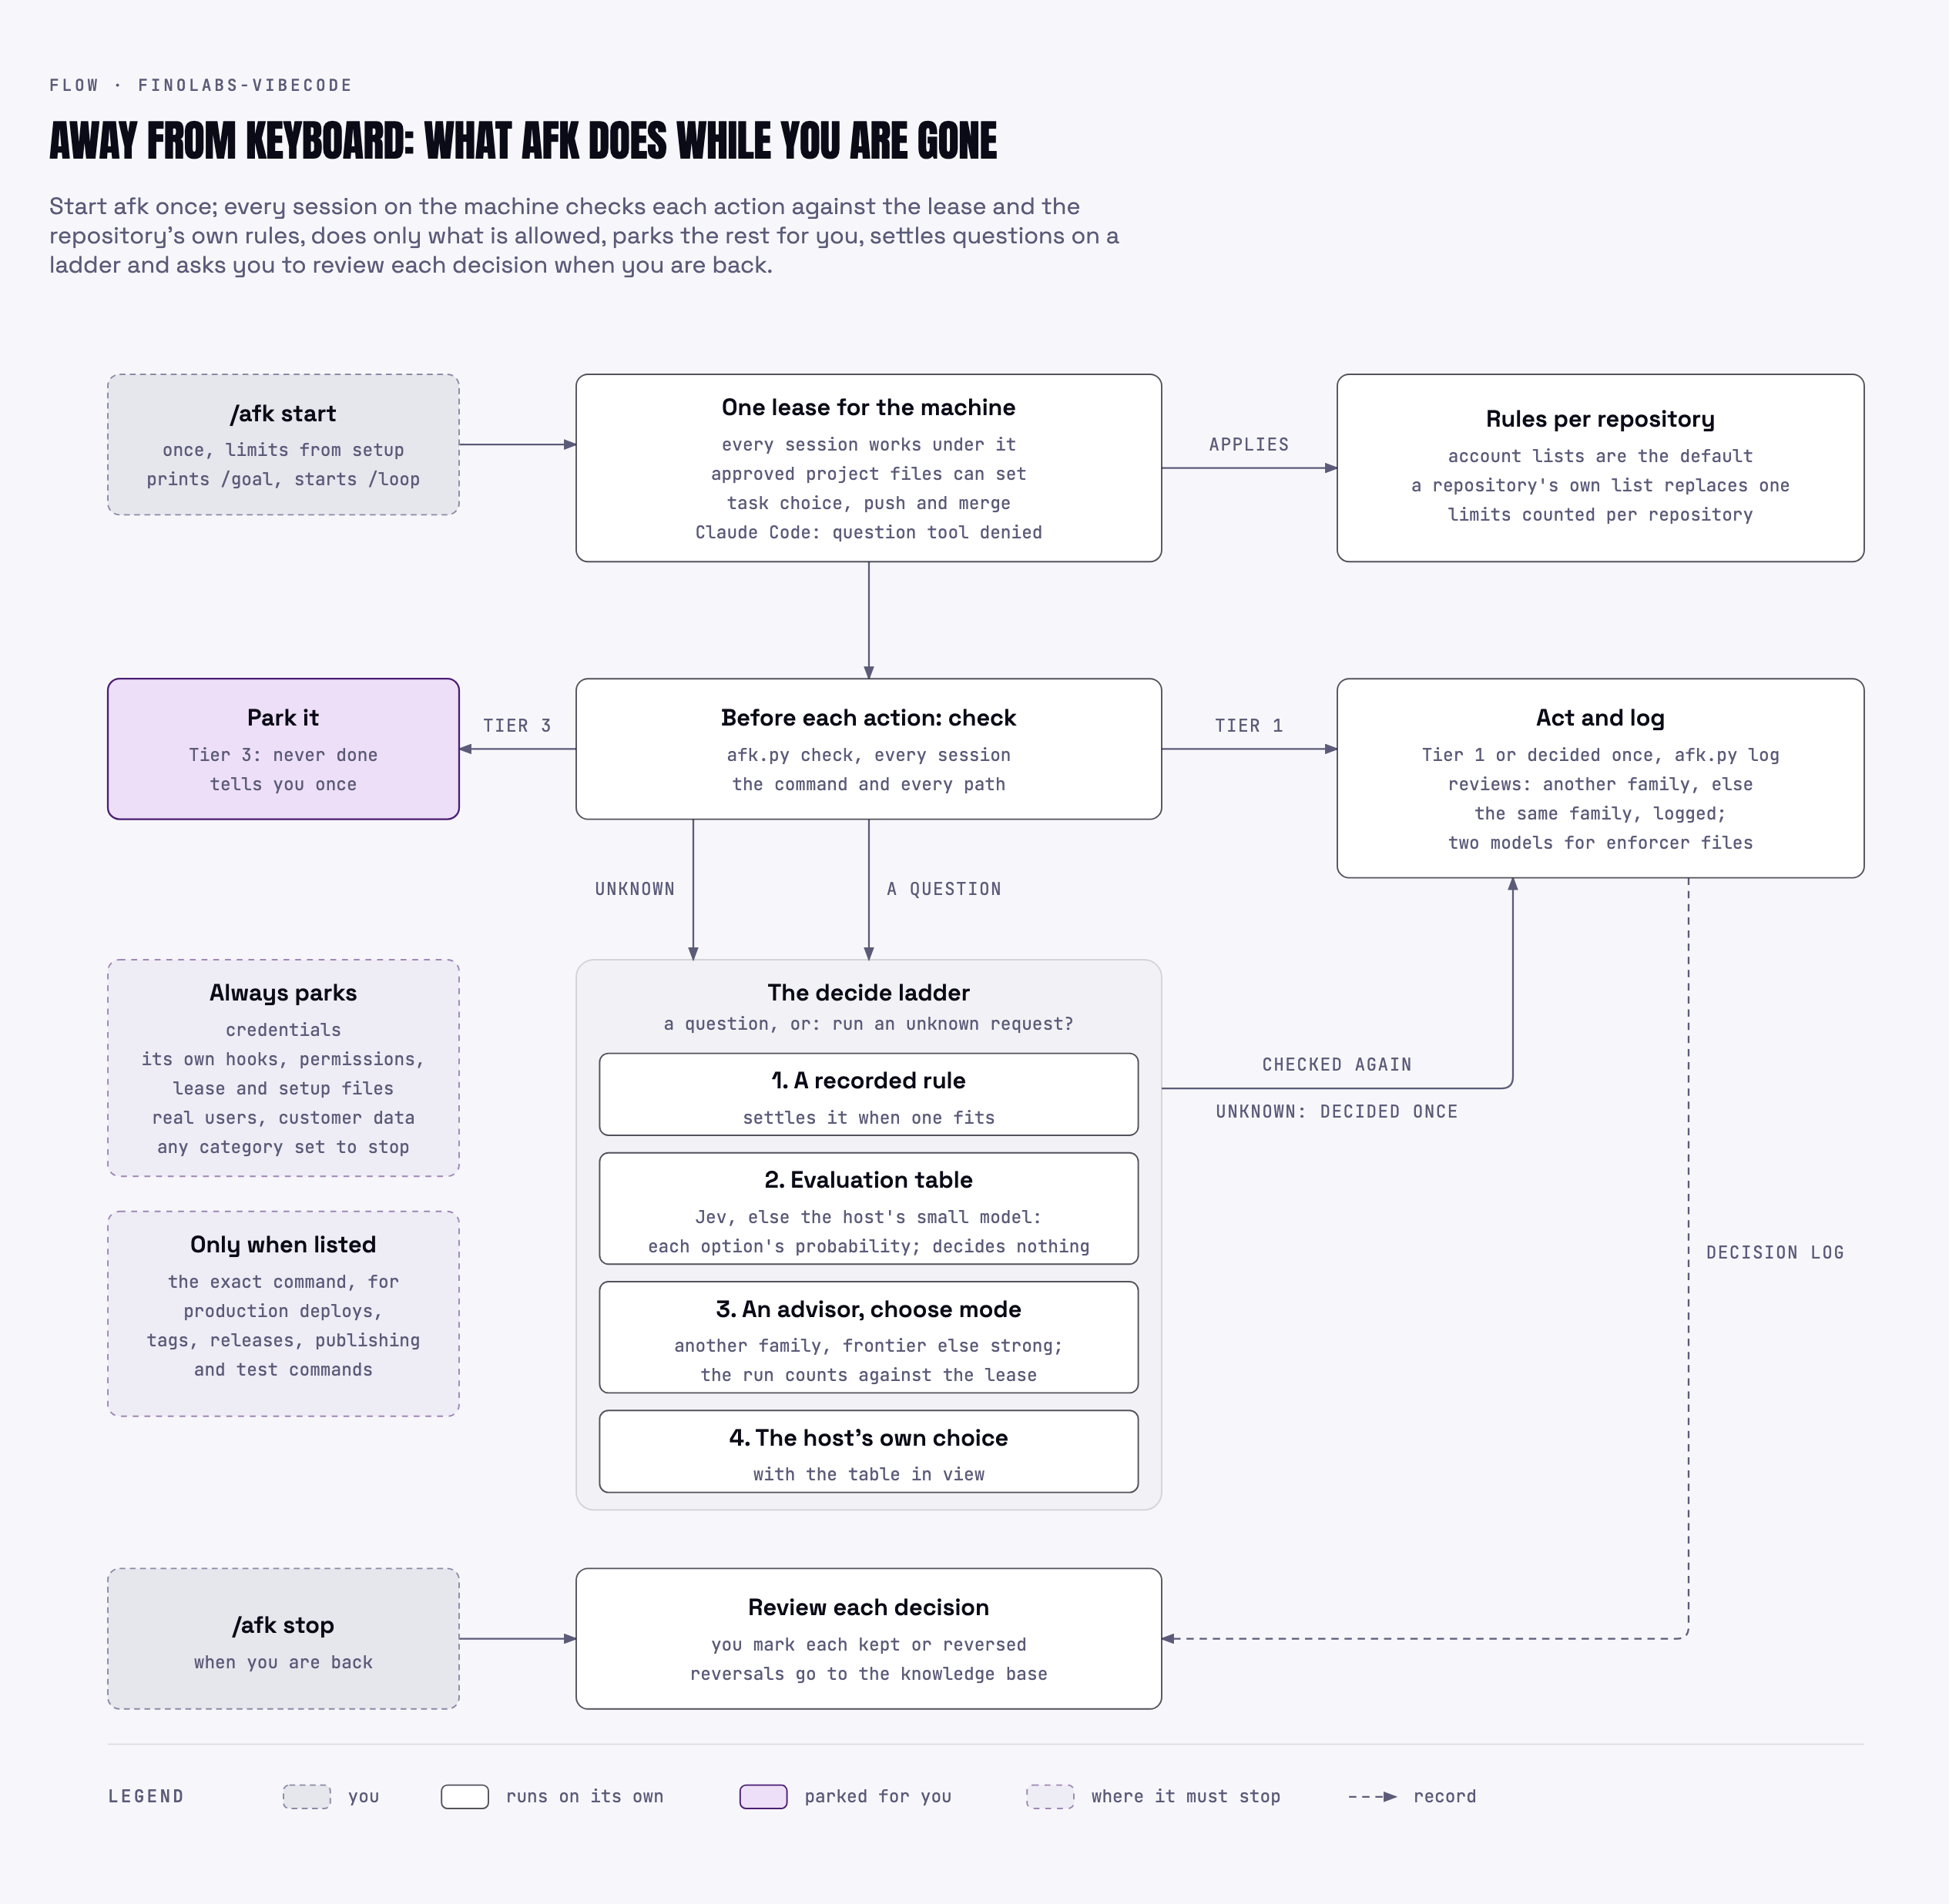 FLOW · FINOLABS-VIBECODE
AWAY FROM KEYBOARD: WHAT AFK DOES WHILE YOU ARE GONE
Start afk once; every session on the machine checks each action against the lease and the
repository’s own rules, does only what is allowed, parks the rest for you, settles questions on a
ladder and asks you to review each decision when you are back.
/afk start
once, limits from setup
prints /goal, starts /loop
One lease for the machine
every session works under it
approved project files can set
task choice, push and merge
Claude Code: question tool denied
APPLIES
Rules per repository
account lists are the default
a repository's own list replaces one
limits counted per repository
Park it
Tier 3: never done
tells you once
TIER 3
Before each action: check
afk.py check, every session
the command and every path
TIER 1
Act and log
Tier 1 or decided once, afk.py log
reviews: another family, else
the same family, logged;
two models for enforcer files
UNKNOWN
A QUESTION
Always parks
credentials
its own hooks, permissions,
lease and setup files
real users, customer data
any category set to stop
Only when listed
the exact command, for
production deploys,
tags, releases, publishing
and test commands
The decide ladder
a question, or: run an unknown request?
1. A recorded rule
settles it when one fits
2. Evaluation table
Jev, else the host's small model:
each option's probability; decides nothing
3. An advisor, choose mode
another family, frontier else strong;
the run counts against the lease
4. The host’s own choice
with the table in view
CHECKED AGAIN
UNKNOWN: DECIDED ONCE
DECISION LOG
/afk stop
when you are back
Review each decision
you mark each kept or reversed
reversals go to the knowledge base
LEGEND
you
runs on its own
parked for you
where it must stop
record